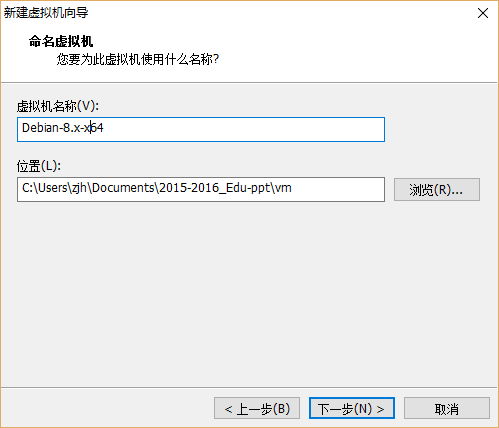 新建虚拟机向导
命名虚拟机
您要为此虚拟机使用什么名称?
虚拟机名称(V):
Debian-8.x-x64
位置(L):
C:\Users\zjh\Documents\2015-2016_Edu-ppt\vm
浏览(R)...
< 上一步(B)
下一步(N) >
取消